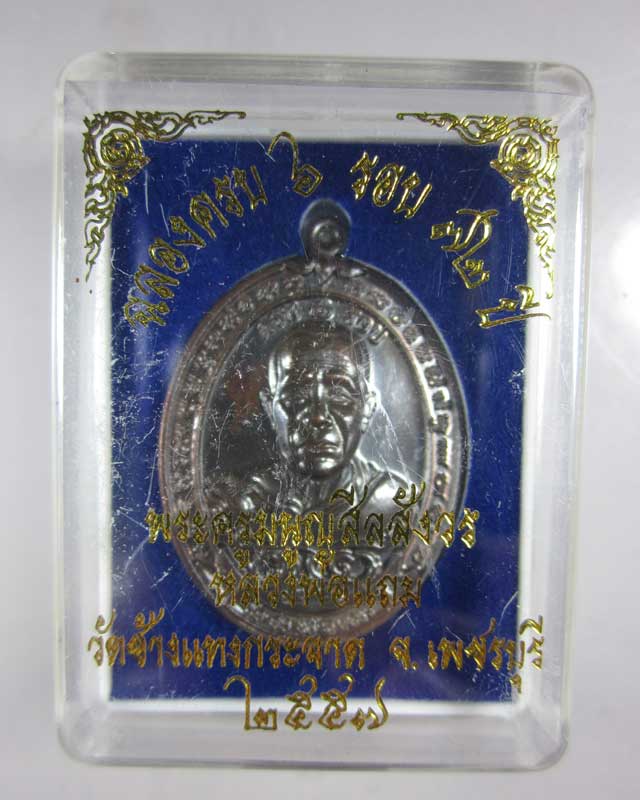 ฉลองครบ ๖ รอบ ๗๒ ปี
พระครูมนูญสีลสังวร
หลวงพ่อแถม
วัดช้างแทงกระจาด จ.เพชรบุรี
๒๕๕๗